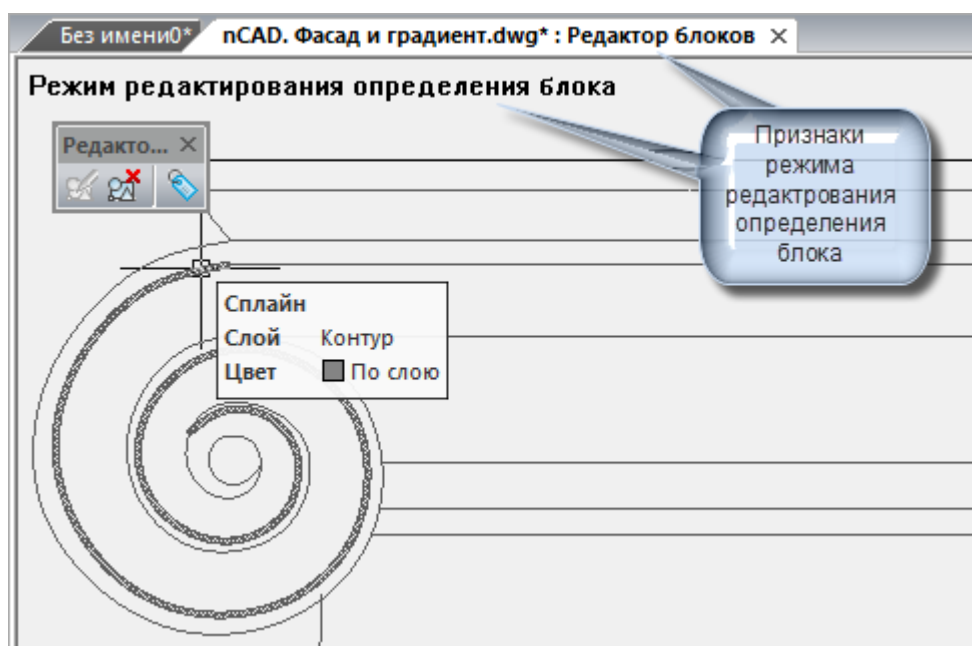 Без имени0* nCAD. Фасад и градиент.dwg* : Редактор блоков
Режим редактирования определения блока
Редакто...
Признаки
режима
редактрования
определения
блока
Сплайн
Слой Контур
Цвет По слою